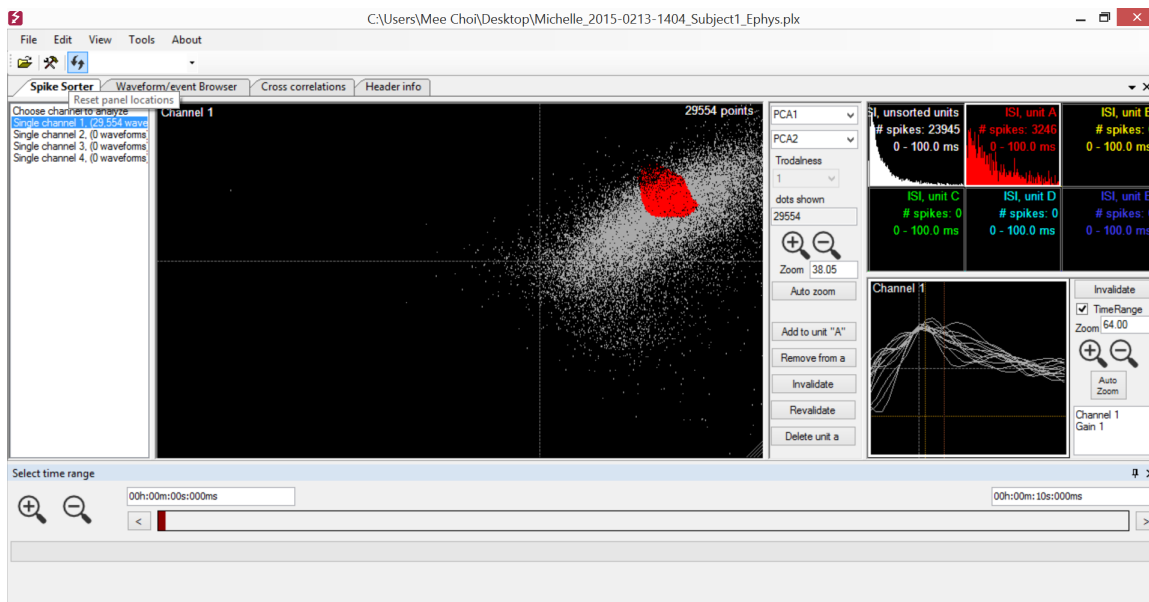 C:\Users\Mee Choi\Desktop\Michelle_2015-0213-1404_Subject1_Ephys.plx
File Edit View Tools About
Spike Sorter Waveform/event Browser Cross correlations Header info
Reset panel locations
Choose channel to analyze
Single channel 1, (29,554 wave
Single channel 2, (0 waveforms
Single channel 3, (0 waveforms
Single channel 4, (0 waveforms
Channel 1
29554 points
PCA1
PCA2
Trodalness
1
dots shown
29554
Zoom 38.05
Auto zoom
Add to unit "A"
Remove from a
Invalidate
Revalidate
Delete unit a
ISI, unsorted units
# spikes: 23945
0 - 100.0 ms
ISI, unit A
# spikes: 3246
0 - 100.0 ms
ISI, unit
# spikes:
0 - 100.0 ms
ISI, unit C
# spikes: 0
0 - 100.0 ms
ISI, unit D
# spikes: 0
0 - 100.0 ms
ISI, unit
# spikes:
0 - 100.0 ms
Channel 1
Invalidate
TimeRange
Zoom 64.00
Auto
Zoom
Channel 1
Gain 1
Select time range
00h:00m:00s:000ms
00h:00m:10s:000ms
<
>